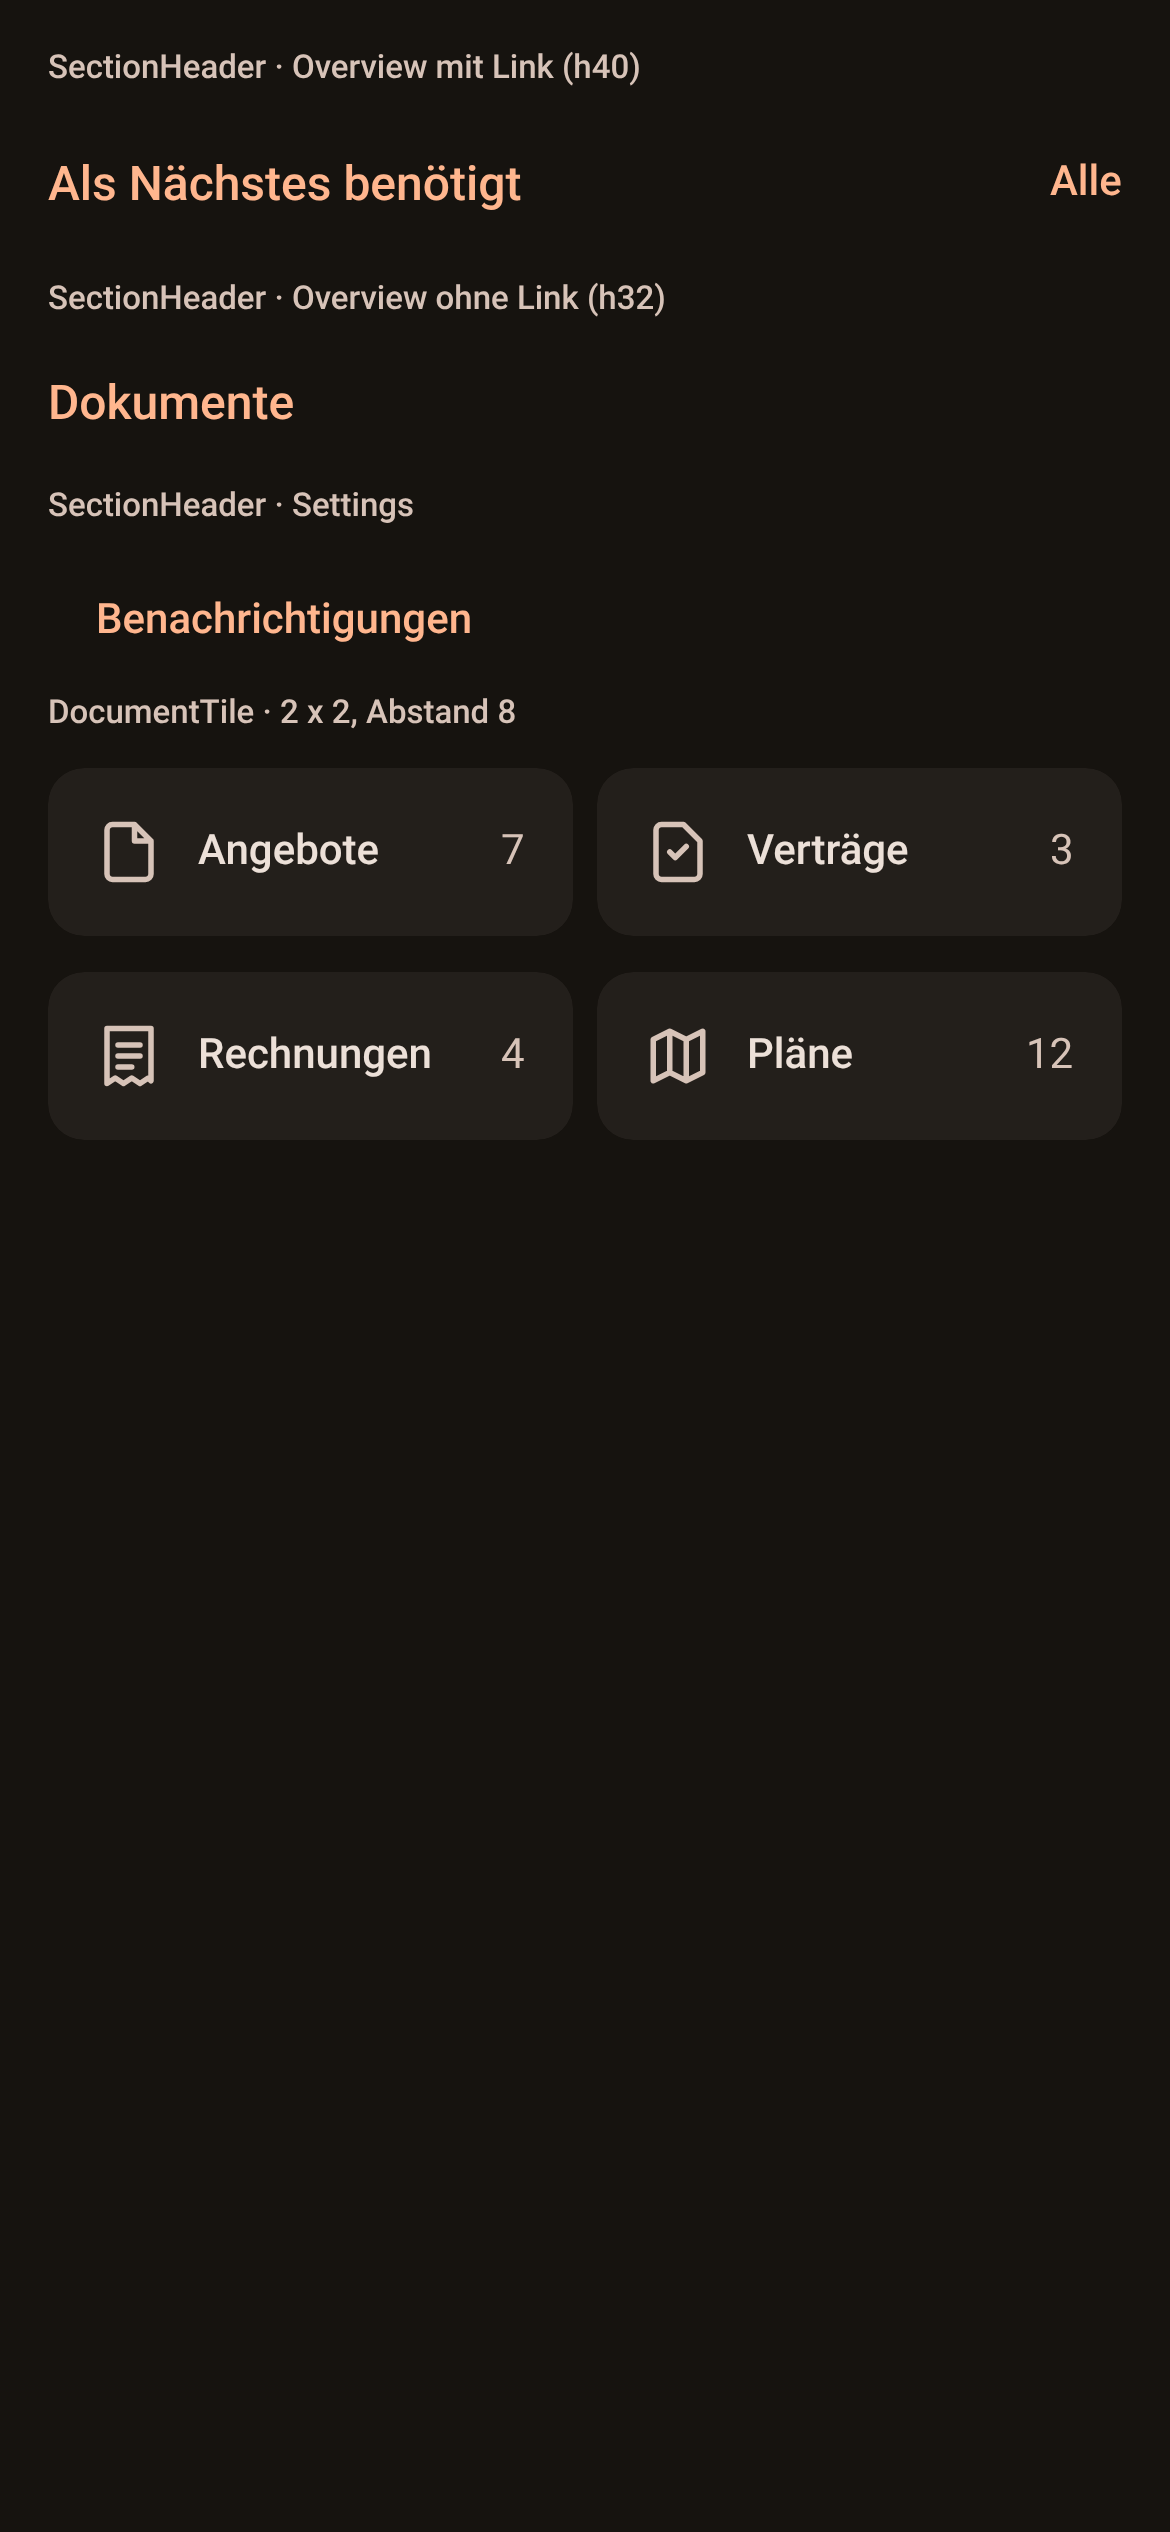 SectionHeader · Overview mit Link (h40)
Als Nächstes benötigt Alle
SectionHeader · Overview ohne Link (h32)
Dokumente
SectionHeader · Settings
Benachrichtigungen
DocumentTile · 2 x 2, Abstand 8
Angebote 7
Verträge 3
Rechnungen 4
Pläne 12